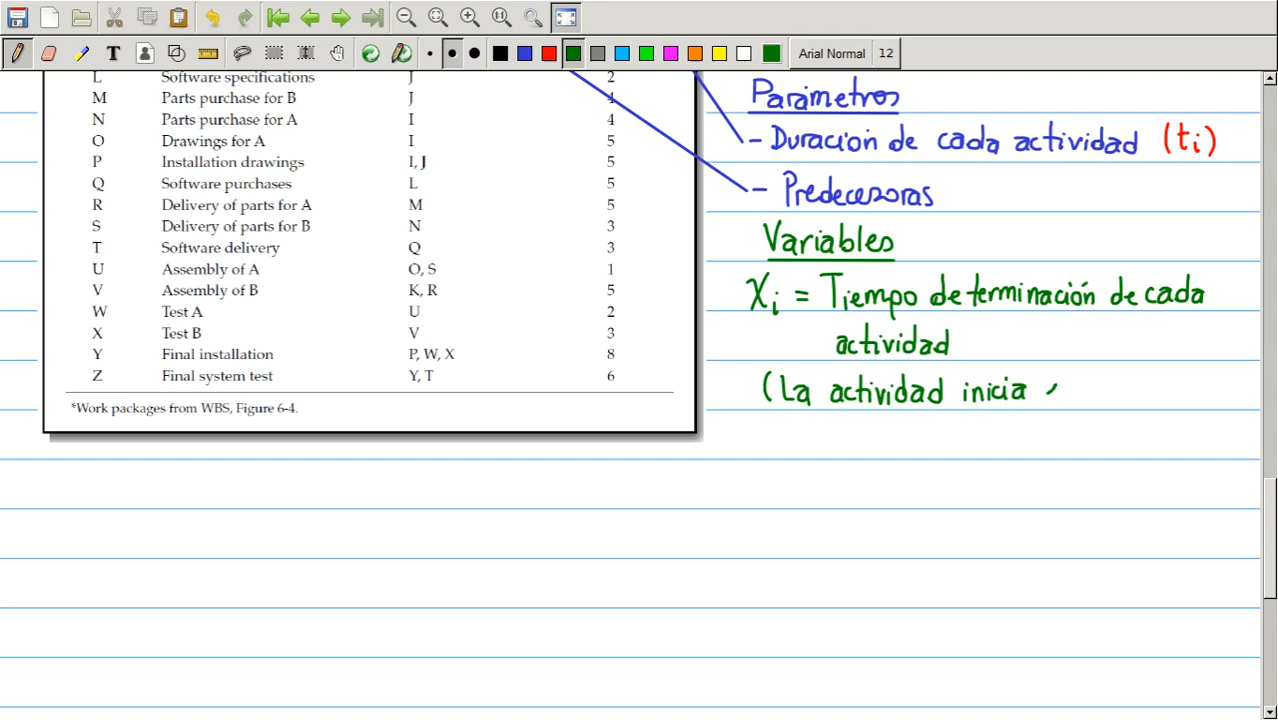 Arial Normal 12
L Software specifications J 2
M Parts purchase for B J 4
N Parts purchase for A I 4
O Drawings for A I 5
P Installation drawings I, J 5
Q Software purchases L 5
R Delivery of parts for A M 5
S Delivery of parts for B N 3
T Software delivery Q 3
U Assembly of A O, S 1
V Assembly of B K, R 5
W Test A U 2
X Test B V 3
Y Final installation P, W, X 8
Z Final system test Y, T 6
*Work packages from WBS, Figure 6-4.
Parámetros
- Duración de cada actividad (ti)
- Predecesoras
Variables
Xi = Tiempo de terminación de cada
actividad
(La actividad inicia